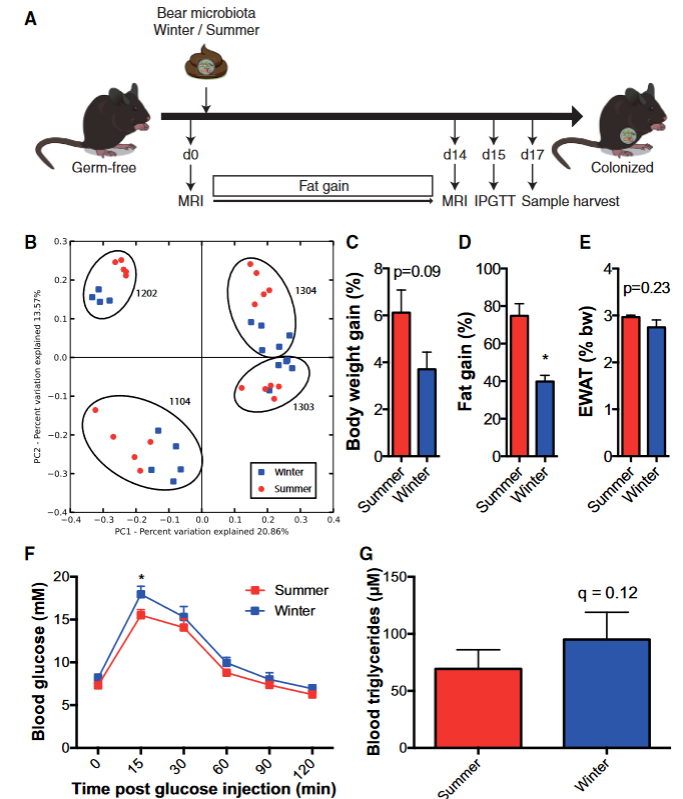 A
Bear microbiota
Winter / Summer
Germ-free
d0
d14
d15
d17
Colonized
Fat gain
MRI
MRI
IPGTT
Sample harvest
B
0.3
0.2
0.1
0.0
−0.1
−0.2
−0.3
−0.4
PC2 - Percent variation explained 13.57%
1202
1304
1303
1104
Winter
Summer
−0.4
−0.3
−0.2
−0.1
0.0
0.1
0.2
0.3
0.4
PC1 - Percent variation explained 20.86%
C
8
6
4
2
0
Body weight gain (%)
p=0.09
Summer
Winter
D
100
80
60
40
20
0
Fat gain (%)
*
Summer
Winter
E
4
3
2
1
0
EWAT (% bw)
p=0.23
Summer
Winter
F
20
15
10
5
0
Blood glucose (mM)
*
Summer
Winter
0
15
30
60
90
120
Time post glucose injection (min)
G
150
100
50
0
Blood triglycerides (µM)
q = 0.12
Summer
Winter